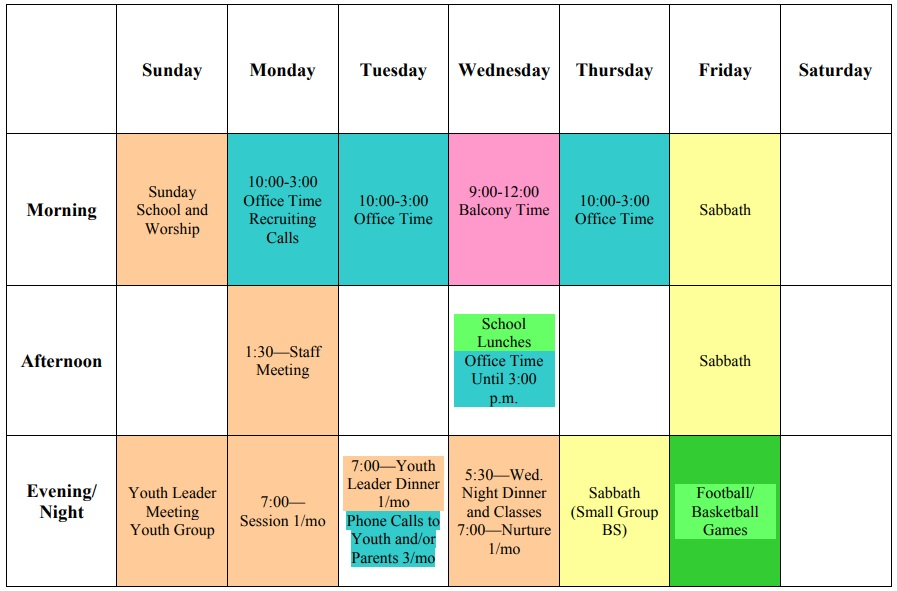 Sunday Monday Tuesday Wednesday Thursday Friday Saturday
Morning
Sunday
School and
Worship
10:00-3:00
Office Time
Recruiting
Calls
10:00-3:00
Office Time
9:00-12:00
Balcony Time
10:00-3:00
Office Time
Sabbath
Afternoon
1:30—Staff
Meeting
School
Lunches
Office Time
Until 3:00
p.m.
Sabbath
Evening/
Night
Youth Leader
Meeting
Youth Group
7:00—
Session 1/mo
7:00—Youth
Leader Dinner
1/mo
Phone Calls to
Youth and/or
Parents 3/mo
5:30—Wed.
Night Dinner
and Classes
7:00—Nurture
1/mo
Sabbath
(Small Group
BS)
Football/
Basketball
Games